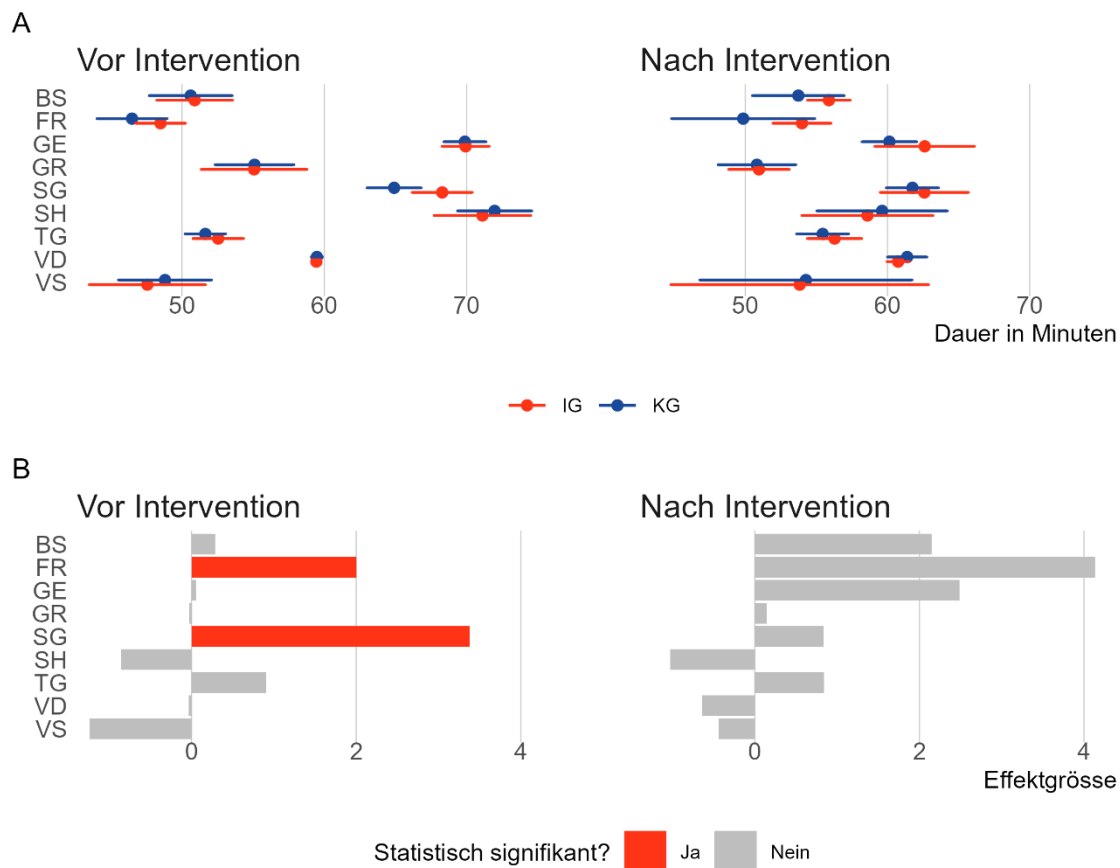 A
Vor Intervention
Nach Intervention
BS
FR
GE
GR
SG
SH
TG
VD
VS
50 60 70
50 60 70
Dauer in Minuten
IG KG
B
Vor Intervention
Nach Intervention
BS
FR
GE
GR
SG
SH
TG
VD
VS
0 2 4
0 2 4
Effektgrösse
Statistisch signifikant? Ja Nein